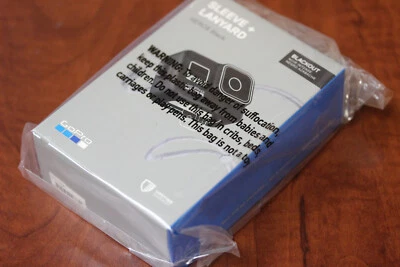 SLEEVE +
LANYARD
BLACKOUT
WARNING: To avoid danger of suffocation,
keep this plastic bag away from babies and
children. Do not use this bag in cribs, beds,
carriages or play pens. This bag is not a toy
GoPro